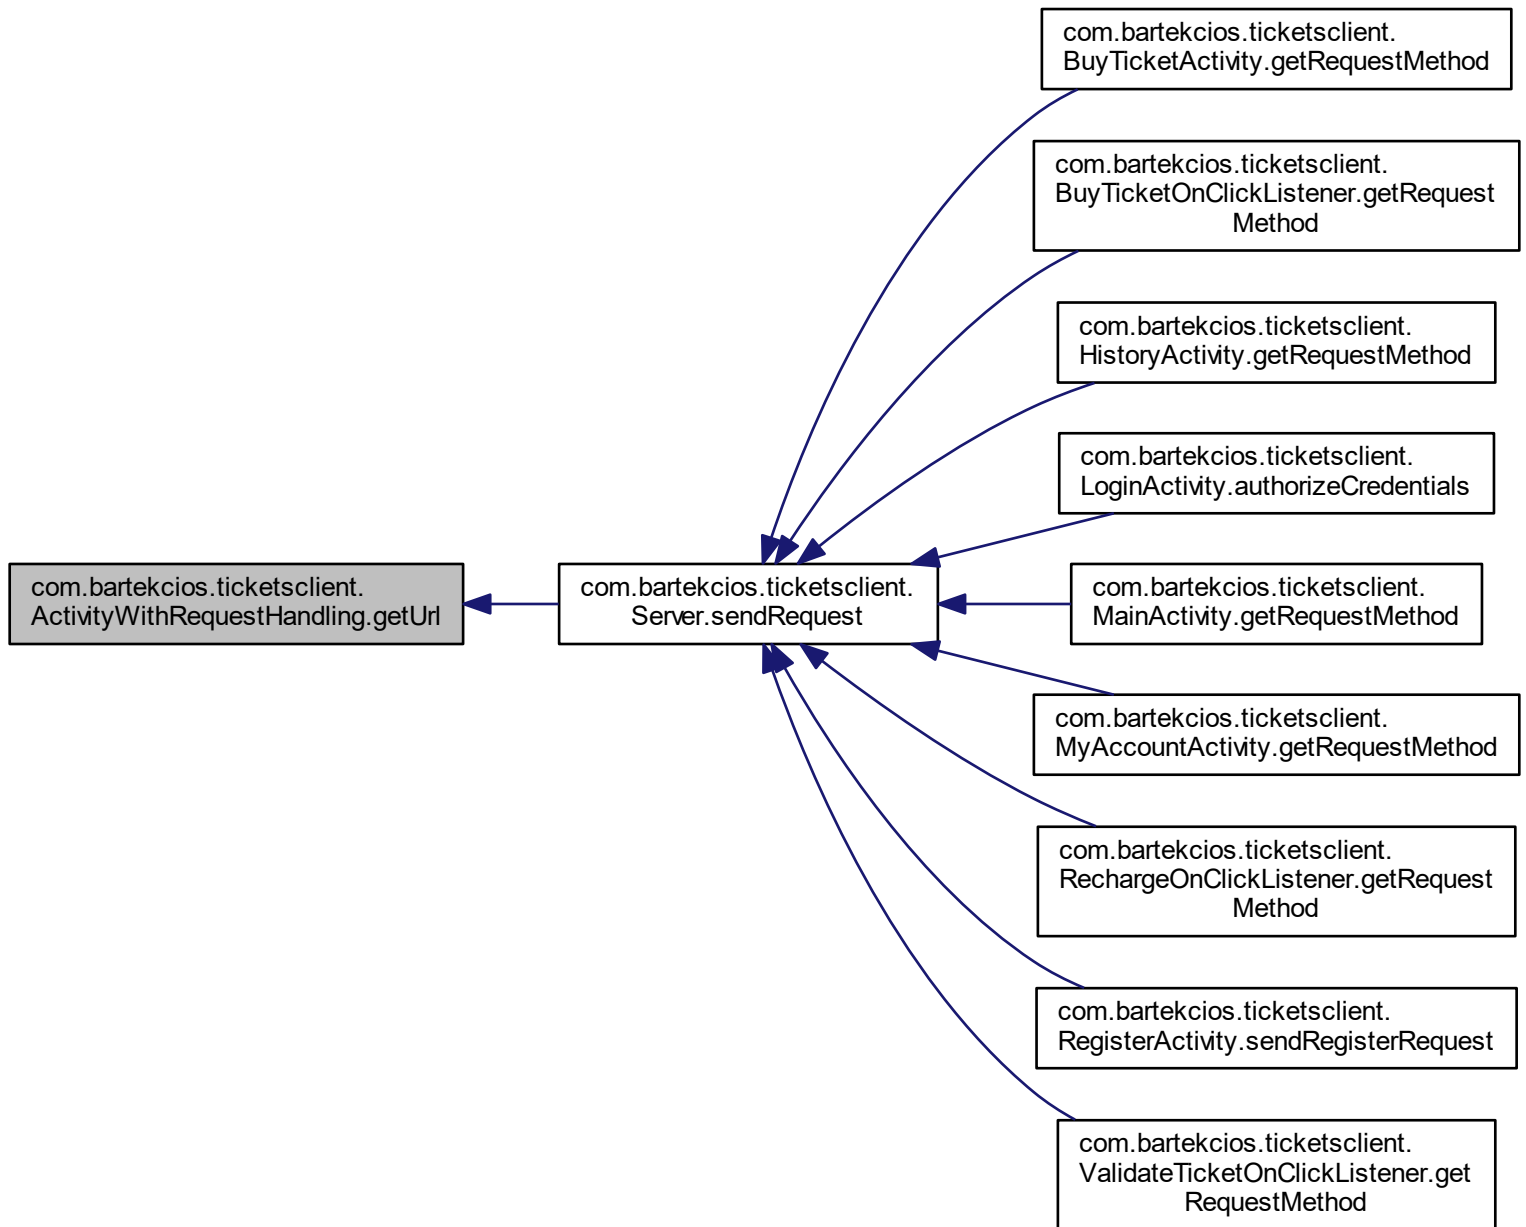 com.bartekcios.ticketsclient.
BuyTicketActivity.getRequestMethod
com.bartekcios.ticketsclient.
BuyTicketOnClickListener.getRequest
Method
com.bartekcios.ticketsclient.
HistoryActivity.getRequestMethod
com.bartekcios.ticketsclient.
LoginActivity.authorizeCredentials
com.bartekcios.ticketsclient.
ActivityWithRequestHandling.getUrl
com.bartekcios.ticketsclient.
Server.sendRequest
com.bartekcios.ticketsclient.
MainActivity.getRequestMethod
com.bartekcios.ticketsclient.
MyAccountActivity.getRequestMethod
com.bartekcios.ticketsclient.
RechargeOnClickListener.getRequest
Method
com.bartekcios.ticketsclient.
RegisterActivity.sendRegisterRequest
com.bartekcios.ticketsclient.
ValidateTicketOnClickListener.get
RequestMethod